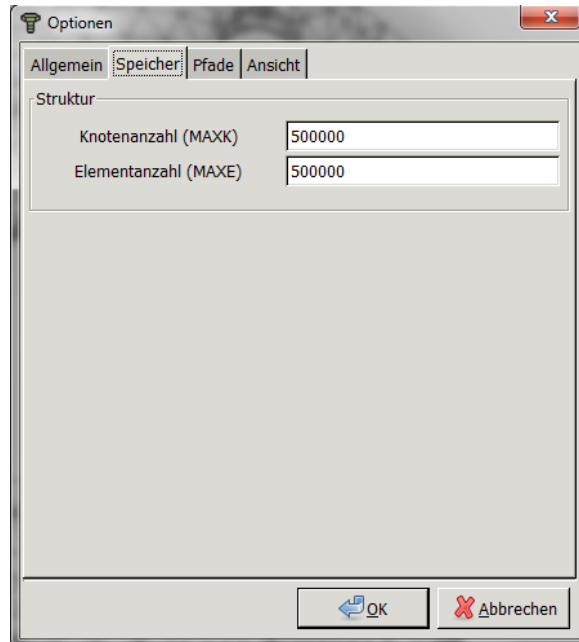 Optionen
Allgemein Speicher Pfade Ansicht
Struktur
Knotenanzahl (MAXK) 500000
Elementanzahl (MAXE) 500000
OK Abbrechen